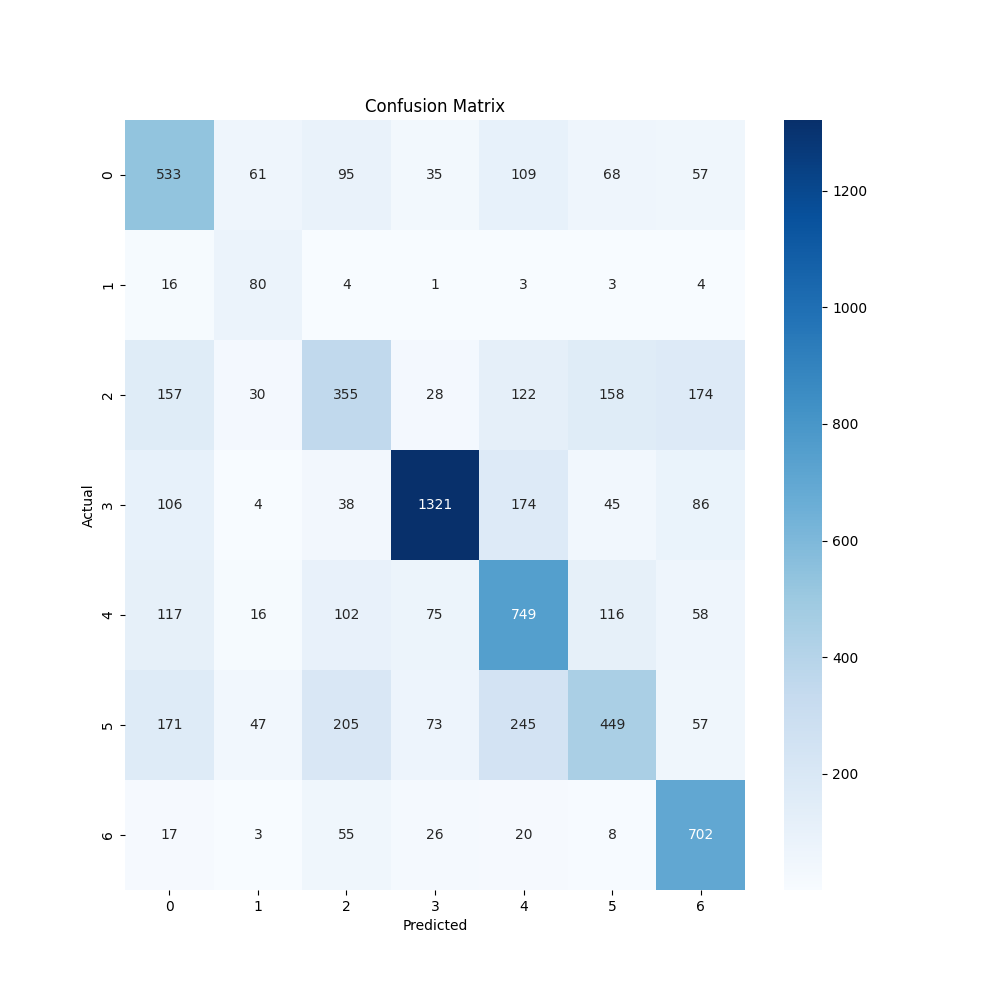 Confusion Matrix
0 533 61 95 35 109 68 57
1 16 80 4 1 3 3 4
2 157 30 355 28 122 158 174
Actual
3 106 4 38 1321 174 45 86
4 117 16 102 75 749 116 58
5 171 47 205 73 245 449 57
6 17 3 55 26 20 8 702
0 1 2 3 4 5 6
Predicted
1200
1000
800
600
400
200